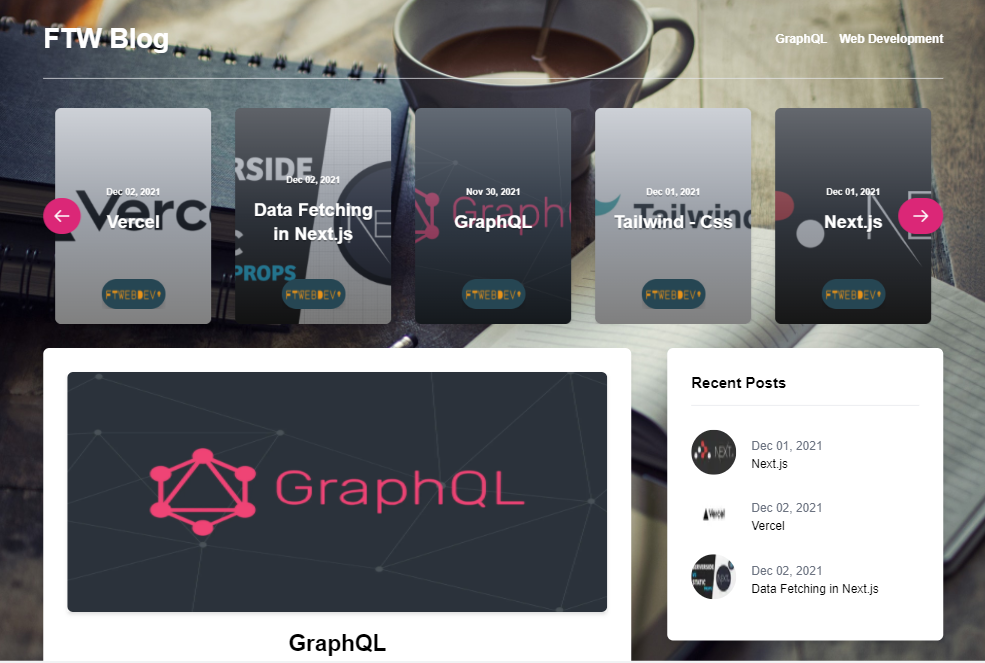 FTW Blog
GraphQL Web Development
Dec 02, 2021
Vercel
FTWEBDEV
RSIDE
Dec 02, 2021
Data Fetching
in Next.js
PROPS
FTWEBDEV
Nov 30, 2021
GraphQL
FTWEBDEV
Dec 01, 2021
Tailwind - Css
FTWEBDEV
Dec 01, 2021
Next.js
FTWEBDEV
GraphQL
GraphQL
Recent Posts
Dec 01, 2021
Next.js
Dec 02, 2021
Vercel
Dec 02, 2021
Data Fetching in Next.js